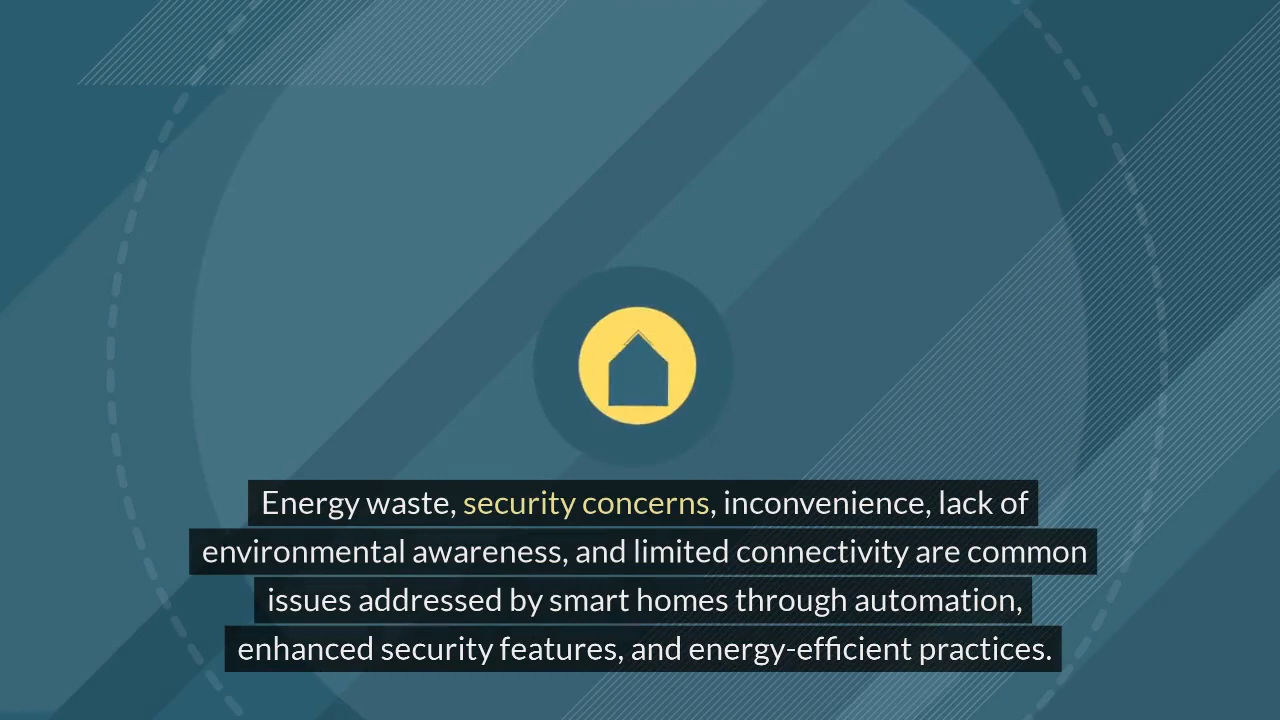 Energy waste, security concerns, inconvenience, lack of
environmental awareness, and limited connectivity are common
issues addressed by smart homes through automation,
enhanced security features, and energy-efficient practices.